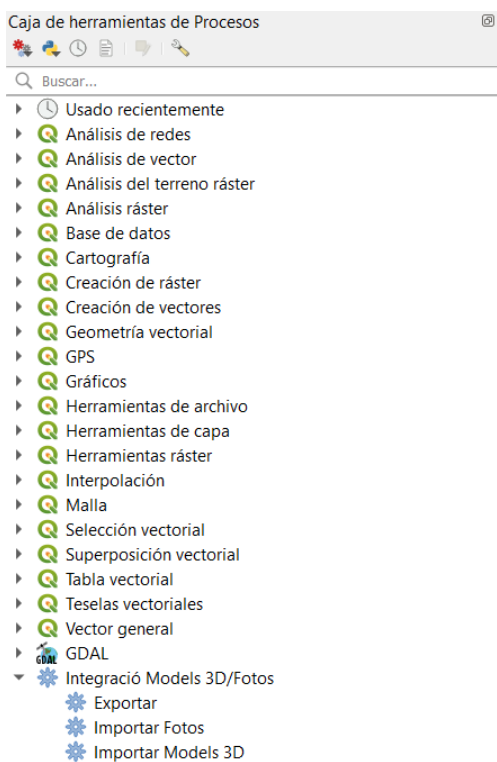 Caja de herramientas de Procesos
Buscar...
Usado recientemente
Análisis de redes
Análisis de vector
Análisis del terreno ráster
Análisis ráster
Base de datos
Cartografía
Creación de ráster
Creación de vectores
Geometría vectorial
GPS
Gráficos
Herramientas de archivo
Herramientas de capa
Herramientas ráster
Interpolación
Malla
Selección vectorial
Superposición vectorial
Tabla vectorial
Teselas vectoriales
Vector general
GDAL GDAL
Integració Models 3D/Fotos
Exportar
Importar Fotos
Importar Models 3D